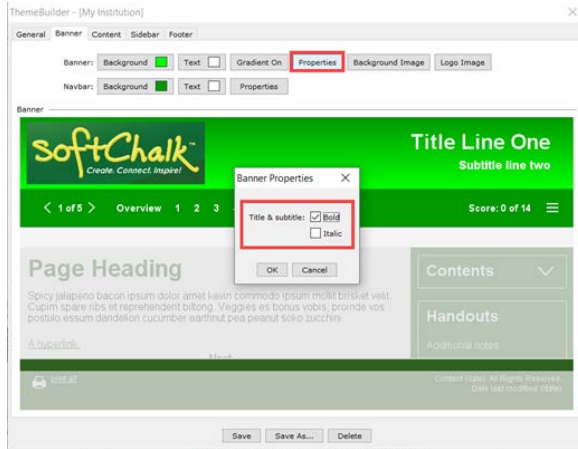 ThemeBuilder - [My Institution]
General Banner Content Sidebar Footer
Banner: Background Text Gradient On Properties Background Image Logo Image
Navbar: Background Text Properties
Banner
SoftChalk™
Create. Connect. Inspire!
Title Line One
Subtitle line two
< 1 of 5 > Overview 1 2 3
Score: 0 of 14
Banner Properties
Title & subtitle: Bold
Italic
OK Cancel
Page Heading
Spicy jalapeno bacon ipsum dolor amet kevin commodo ipsum mollit brisket velit.
Cupim spare ribs et reprehenderit biltong. Veggies es bonus vobis, proinde vos
postulo essum dandelion cucumber earthnut pea peanut soko zucchini.
A hyperlink.
Next
Contents
Handouts
Additional notes
print all
Content (date). All Rights Reserved.
Date last modified: (date)
Save Save As... Delete